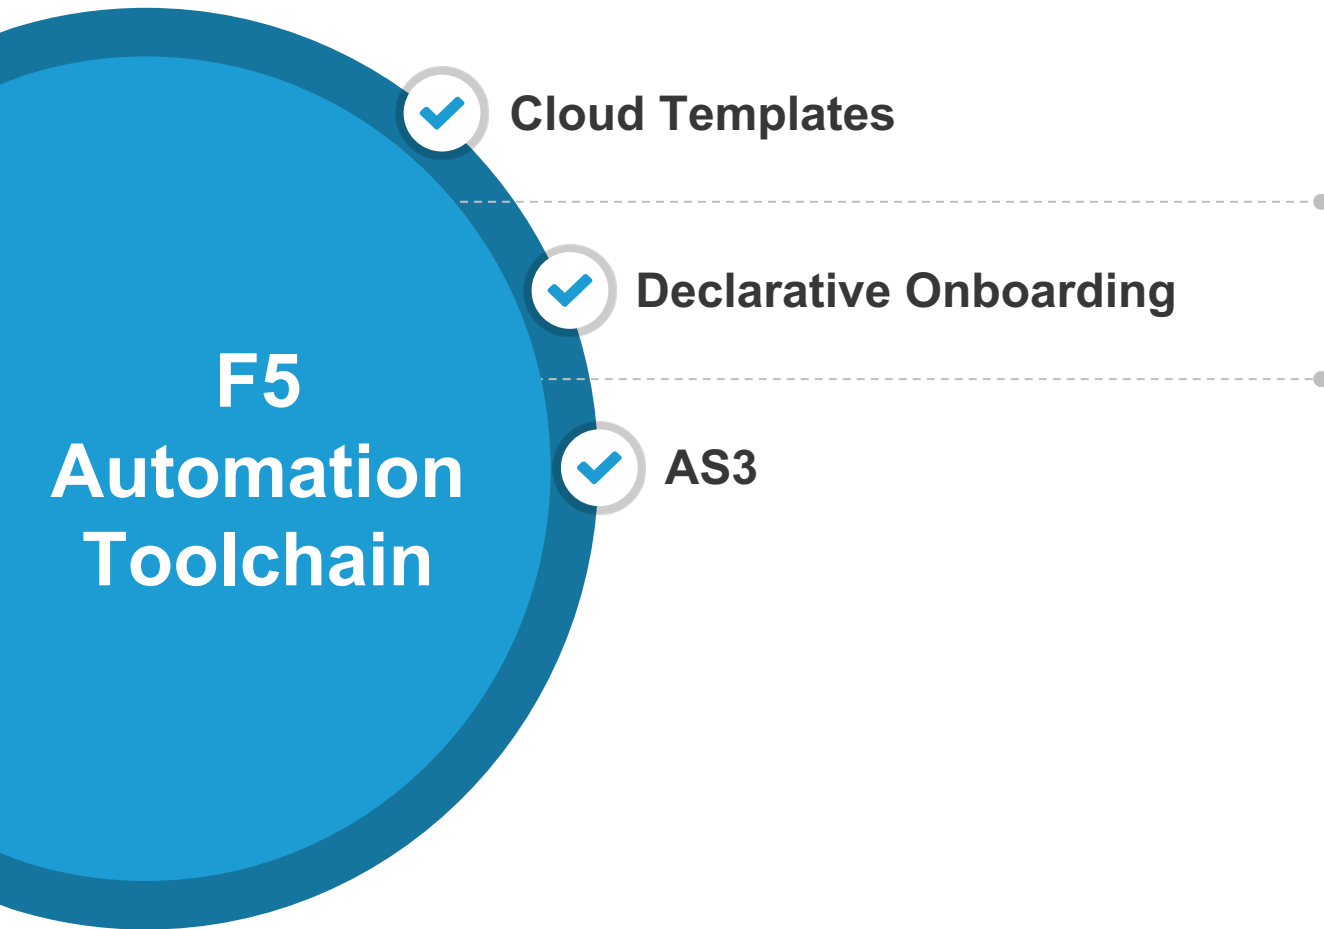 Cloud Templates
Declarative Onboarding
F5
Automation
Toolchain
AS3